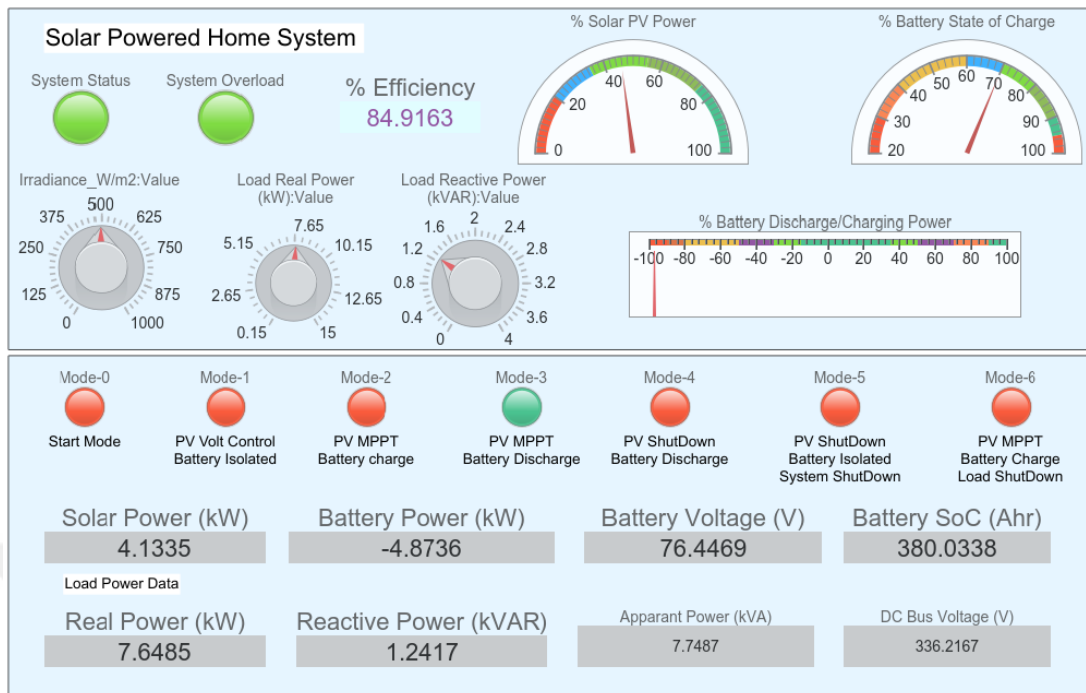 Solar Powered Home System
% Solar PV Power
% Battery State of Charge
System Status
System Overload
% Efficiency
84.9163
0
20
40
60
80
100
20
30
40
50
60
70
80
90
100
Irradiance_W/m2:Value
0
125
250
375
500
625
750
875
1000
Load Real Power
(kW):Value
0.15
2.65
5.15
7.65
10.15
12.65
15
Load Reactive Power
(kVAR):Value
0
0.4
0.8
1.2
1.6
2
2.4
2.8
3.2
3.6
4
% Battery Discharge/Charging Power
-100 -80 -60 -40 -20 0 20 40 60 80 100
Mode-0
Start Mode
Mode-1
PV Volt Control
Battery Isolated
Mode-2
PV MPPT
Battery charge
Mode-3
PV MPPT
Battery Discharge
Mode-4
PV ShutDown
Battery Discharge
Mode-5
PV ShutDown
Battery Isolated
System ShutDown
Mode-6
PV MPPT
Battery Charge
Load ShutDown
Solar Power (kW)
4.1335
Battery Power (kW)
-4.8736
Battery Voltage (V)
76.4469
Battery SoC (Ahr)
380.0338
Load Power Data
Real Power (kW)
7.6485
Reactive Power (kVAR)
1.2417
Apparant Power (kVA)
7.7487
DC Bus Voltage (V)
336.2167